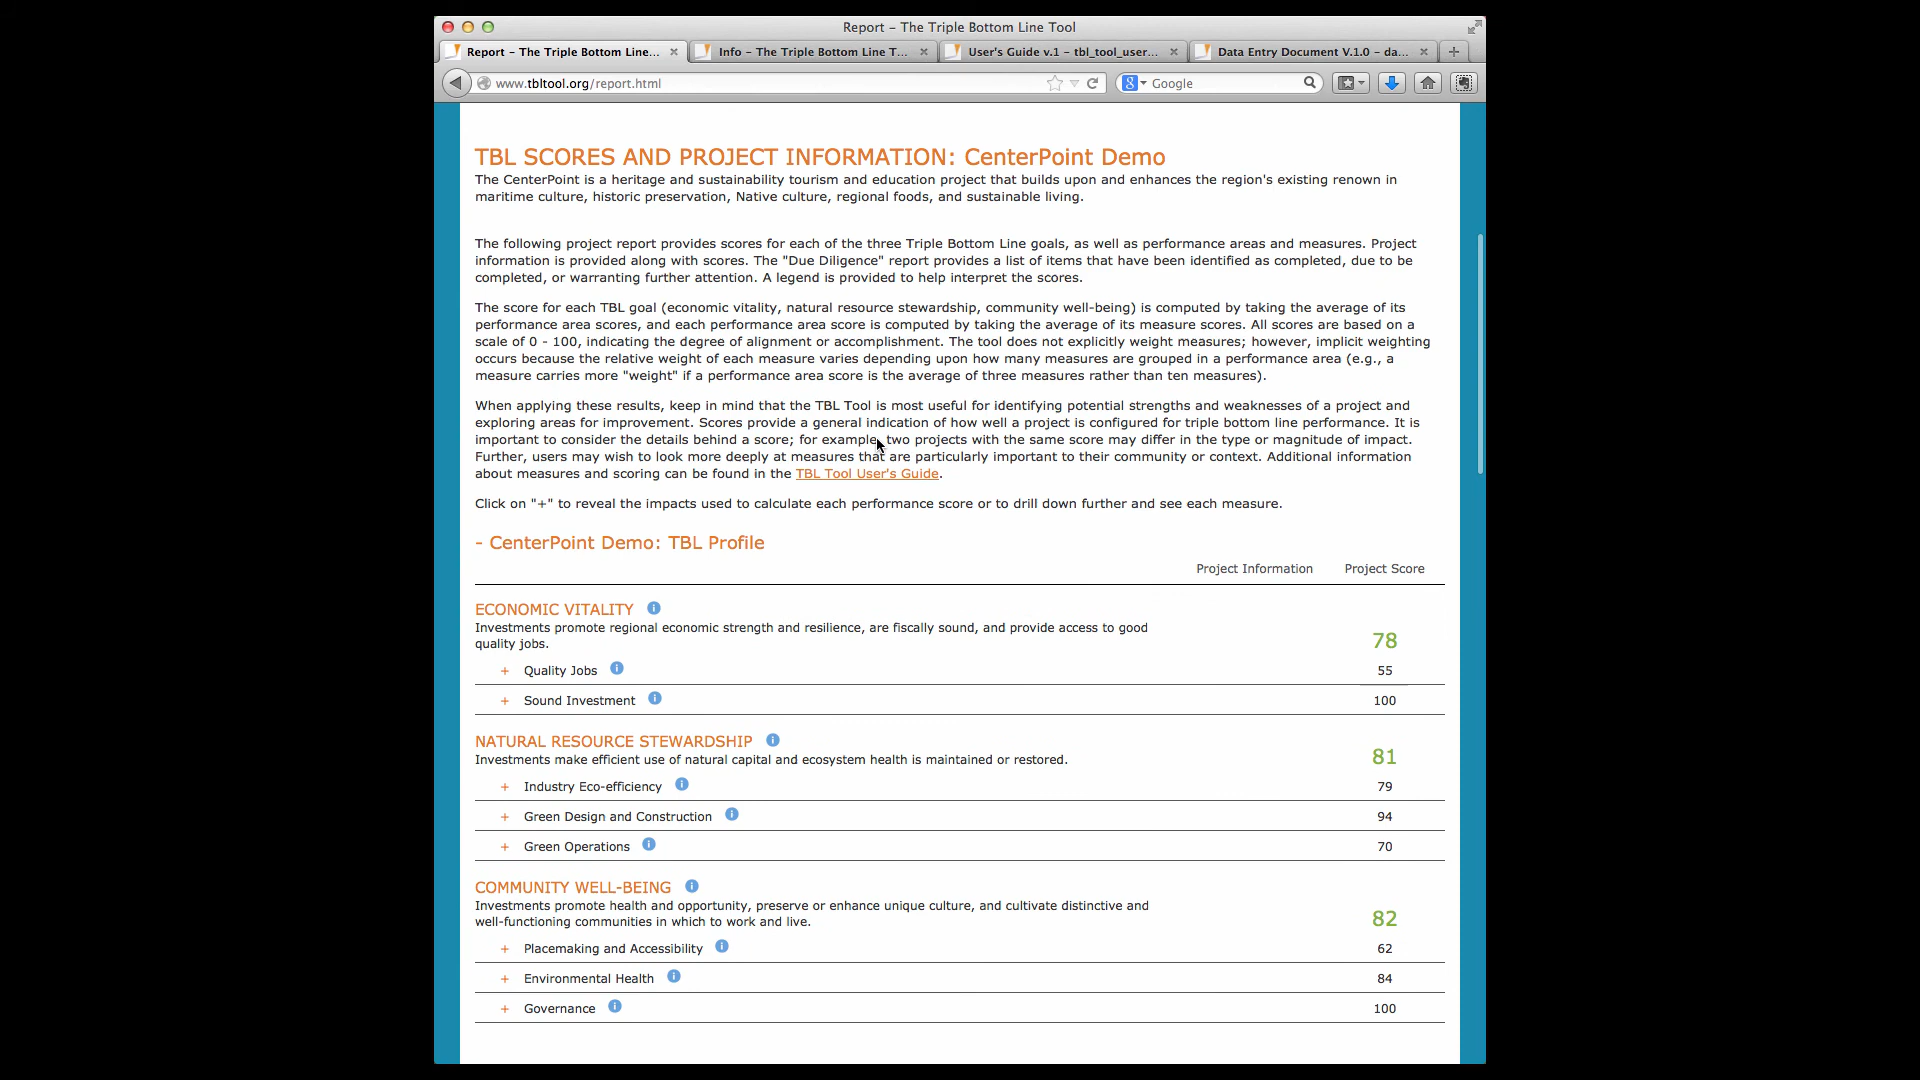 Report – The Triple Bottom Line Tool
Report – The Triple Bottom Line...
Info – The Triple Bottom Line T...
User's Guide v.1 – tbl_tool_user...
Data Entry Document V.1.0 – da...
www.tbltool.org/report.html
Google
TBL SCORES AND PROJECT INFORMATION: CenterPoint Demo
The CenterPoint is a heritage and sustainability tourism and education project that builds upon and enhances the region's existing renown in
maritime culture, historic preservation, Native culture, regional foods, and sustainable living.
The following project report provides scores for each of the three Triple Bottom Line goals, as well as performance areas and measures. Project
information is provided along with scores. The "Due Diligence" report provides a list of items that have been identified as completed, due to be
completed, or warranting further attention. A legend is provided to help interpret the scores.
The score for each TBL goal (economic vitality, natural resource stewardship, community well-being) is computed by taking the average of its
performance area scores, and each performance area score is computed by taking the average of its measure scores. All scores are based on a
scale of 0 - 100, indicating the degree of alignment or accomplishment. The tool does not explicitly weight measures; however, implicit weighting
occurs because the relative weight of each measure varies depending upon how many measures are grouped in a performance area (e.g., a
measure carries more "weight" if a performance area score is the average of three measures rather than ten measures).
When applying these results, keep in mind that the TBL Tool is most useful for identifying potential strengths and weaknesses of a project and
exploring areas for improvement. Scores provide a general indication of how well a project is configured for triple bottom line performance. It is
important to consider the details behind a score; for example, two projects with the same score may differ in the type or magnitude of impact.
Further, users may wish to look more deeply at measures that are particularly important to their community or context. Additional information
about measures and scoring can be found in the TBL Tool User's Guide.
Click on "+" to reveal the impacts used to calculate each performance score or to drill down further and see each measure.
- CenterPoint Demo: TBL Profile
Project Information Project Score
ECONOMIC VITALITY i
Investments promote regional economic strength and resilience, are fiscally sound, and provide access to good
quality jobs. 78
+ Quality Jobs i 55
+ Sound Investment i 100
NATURAL RESOURCE STEWARDSHIP i
Investments make efficient use of natural capital and ecosystem health is maintained or restored. 81
+ Industry Eco-efficiency i 79
+ Green Design and Construction i 94
+ Green Operations i 70
COMMUNITY WELL-BEING i
Investments promote health and opportunity, preserve or enhance unique culture, and cultivate distinctive and
well-functioning communities in which to work and live. 82
+ Placemaking and Accessibility i 62
+ Environmental Health i 84
+ Governance i 100